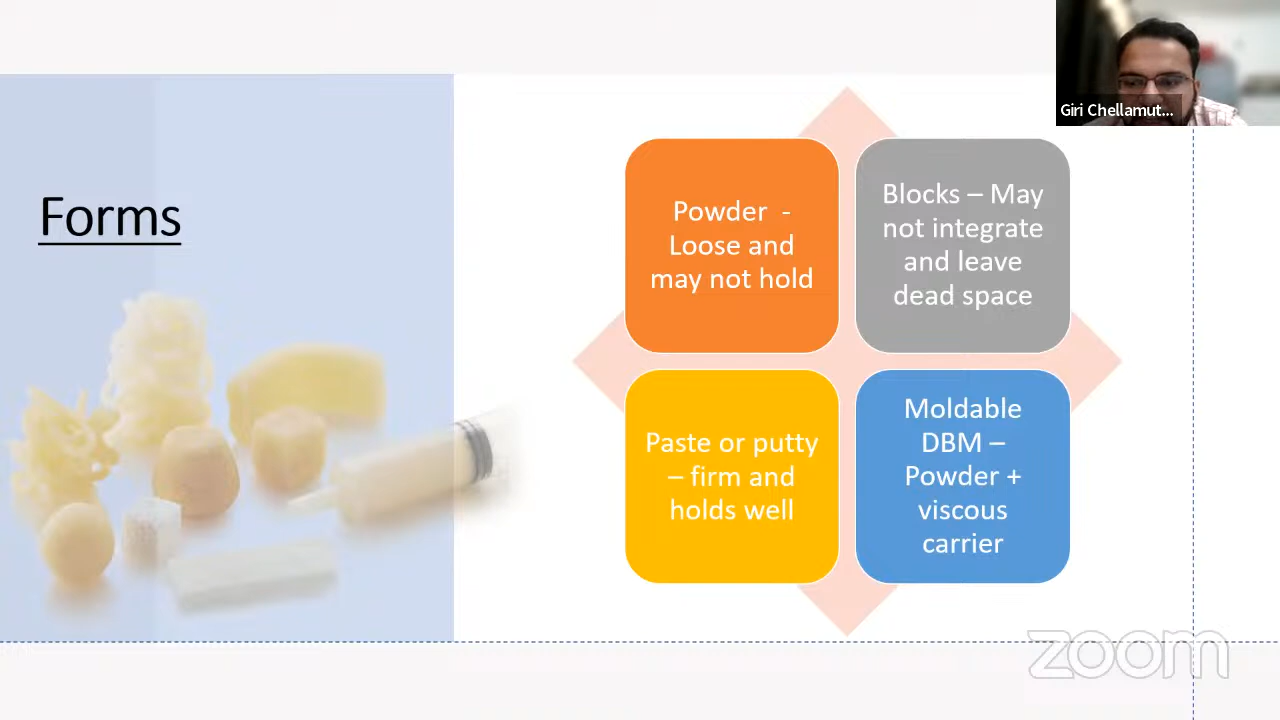 Giri Chellamut...
Forms
Powder -
Loose and
may not hold
Blocks – May
not integrate
and leave
dead space
Paste or putty
– firm and
holds well
Moldable
DBM –
Powder +
viscous
carrier
zoom